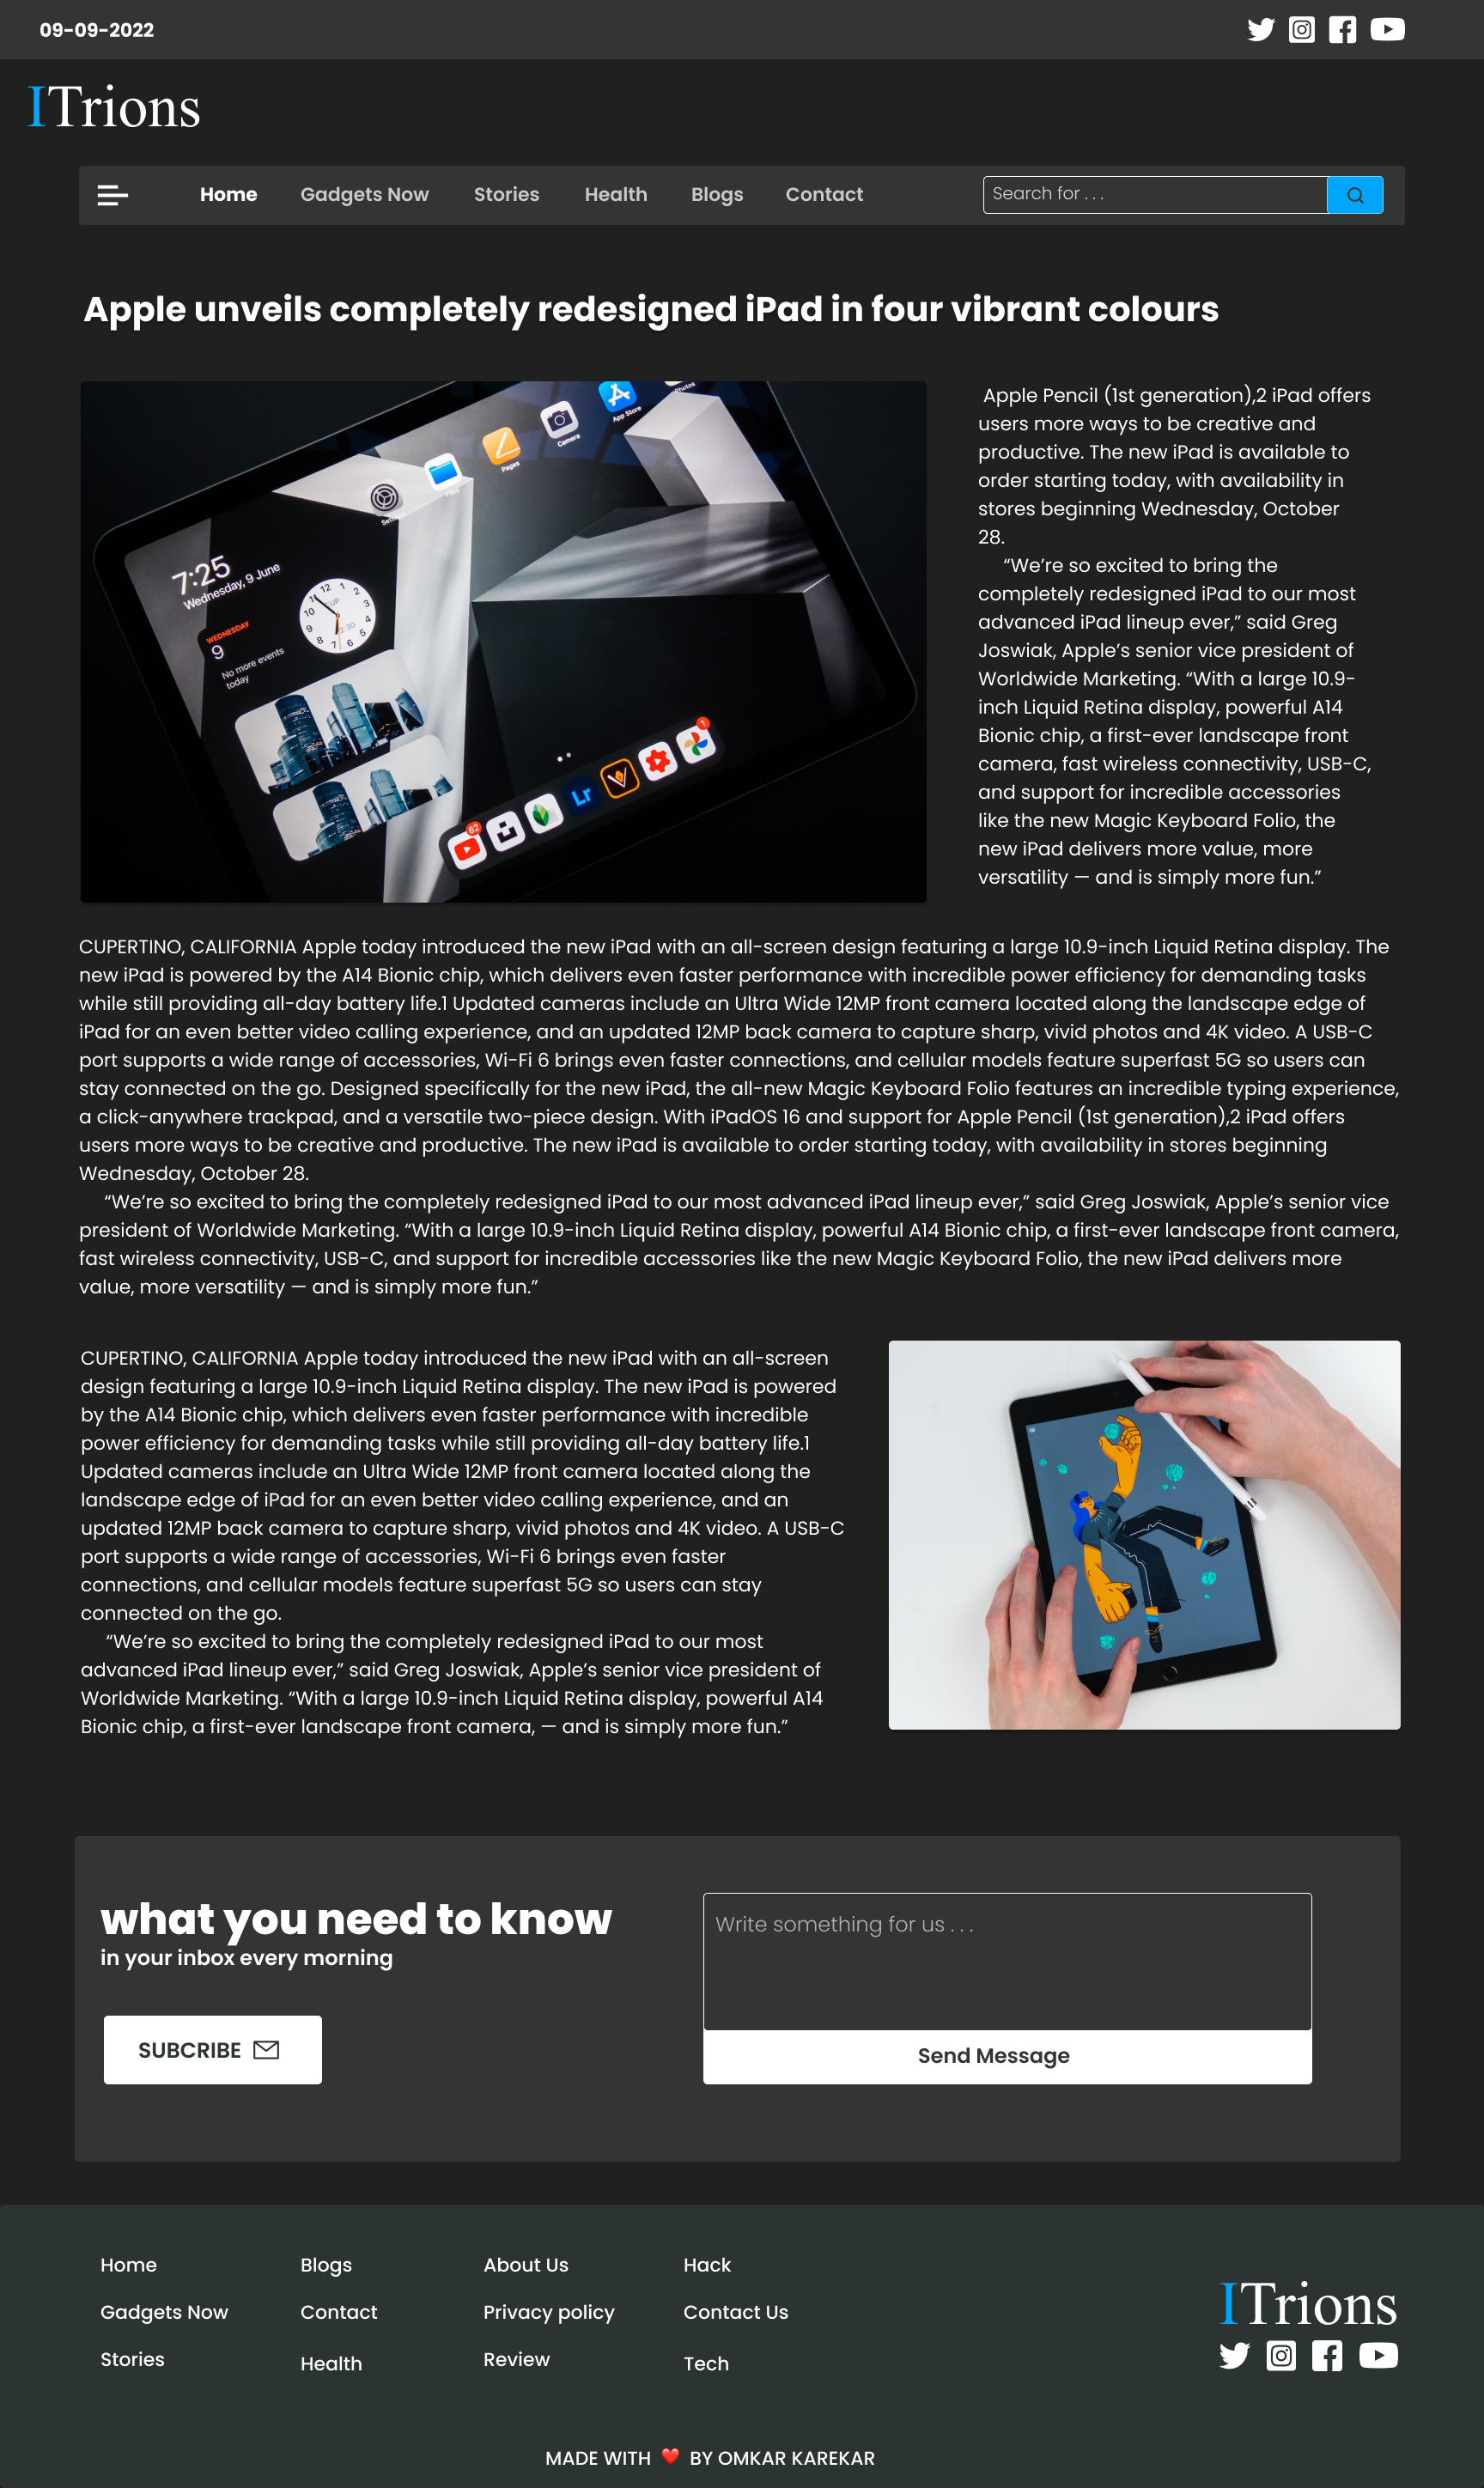 09-09-2022
ITrions
Home Gadgets Now Stories Health Blogs Contact Search for . . .
Apple unveils completely redesigned iPad in four vibrant colours
Photos
App Store
Camera
Pages
Files
7:25
Wednesday, 9 June
WEDNESDAY
9
No more events
today
12 1 2 3 4 5 6 7 8 9 10 11
CUP
Lr
1
62
Apple Pencil (1st generation),2 iPad offers
users more ways to be creative and
productive. The new iPad is available to
order starting today, with availability in
stores beginning Wednesday, October
28.
“We’re so excited to bring the
completely redesigned iPad to our most
advanced iPad lineup ever,” said Greg
Joswiak, Apple’s senior vice president of
Worldwide Marketing. “With a large 10.9-
inch Liquid Retina display, powerful A14
Bionic chip, a first-ever landscape front
camera, fast wireless connectivity, USB-C,
and support for incredible accessories
like the new Magic Keyboard Folio, the
new iPad delivers more value, more
versatility — and is simply more fun.”
CUPERTINO, CALIFORNIA Apple today introduced the new iPad with an all-screen design featuring a large 10.9-inch Liquid Retina display. The
new iPad is powered by the A14 Bionic chip, which delivers even faster performance with incredible power efficiency for demanding tasks
while still providing all-day battery life.1 Updated cameras include an Ultra Wide 12MP front camera located along the landscape edge of
iPad for an even better video calling experience, and an updated 12MP back camera to capture sharp, vivid photos and 4K video. A USB-C
port supports a wide range of accessories, Wi-Fi 6 brings even faster connections, and cellular models feature superfast 5G so users can
stay connected on the go. Designed specifically for the new iPad, the all-new Magic Keyboard Folio features an incredible typing experience,
a click-anywhere trackpad, and a versatile two-piece design. With iPadOS 16 and support for Apple Pencil (1st generation),2 iPad offers
users more ways to be creative and productive. The new iPad is available to order starting today, with availability in stores beginning
Wednesday, October 28.
“We’re so excited to bring the completely redesigned iPad to our most advanced iPad lineup ever,” said Greg Joswiak, Apple’s senior vice
president of Worldwide Marketing. “With a large 10.9-inch Liquid Retina display, powerful A14 Bionic chip, a first-ever landscape front camera,
fast wireless connectivity, USB-C, and support for incredible accessories like the new Magic Keyboard Folio, the new iPad delivers more
value, more versatility — and is simply more fun.”
CUPERTINO, CALIFORNIA Apple today introduced the new iPad with an all-screen
design featuring a large 10.9-inch Liquid Retina display. The new iPad is powered
by the A14 Bionic chip, which delivers even faster performance with incredible
power efficiency for demanding tasks while still providing all-day battery life.1
Updated cameras include an Ultra Wide 12MP front camera located along the
landscape edge of iPad for an even better video calling experience, and an
updated 12MP back camera to capture sharp, vivid photos and 4K video. A USB-C
port supports a wide range of accessories, Wi-Fi 6 brings even faster
connections, and cellular models feature superfast 5G so users can stay
connected on the go.
“We’re so excited to bring the completely redesigned iPad to our most
advanced iPad lineup ever,” said Greg Joswiak, Apple’s senior vice president of
Worldwide Marketing. “With a large 10.9-inch Liquid Retina display, powerful A14
Bionic chip, a first-ever landscape front camera, — and is simply more fun.”
what you need to know
in your inbox every morning
SUBCRIBE
Write something for us . . .
Send Message
Home Blogs About Us Hack
Gadgets Now Contact Privacy policy Contact Us
Stories Health Review Tech
ITrions
MADE WITH ❤️ BY OMKAR KAREKAR